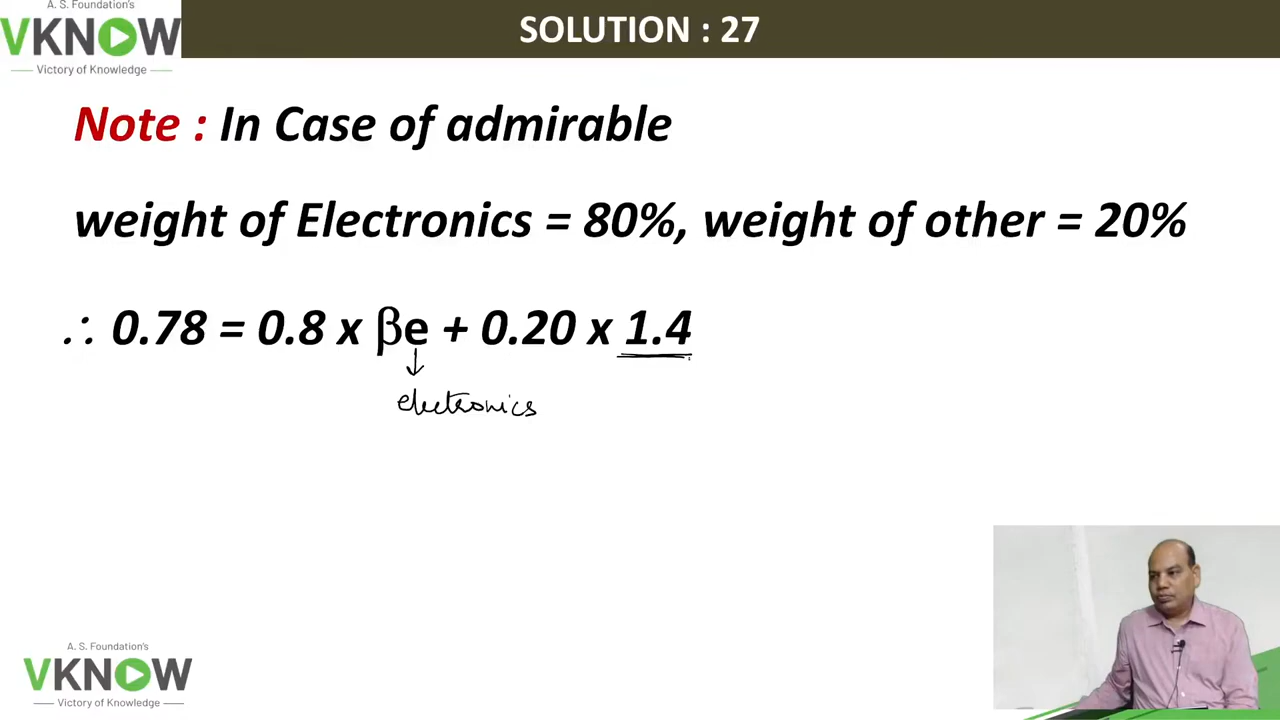 A. S. Foundation's
VKNOW
Victory of Knowledge
SOLUTION : 27
Note : In Case of admirable
weight of Electronics = 80%, weight of other = 20%
∴ 0.78 = 0.8 x βe + 0.20 x 1.4
electronics
A. S. Foundation's
VKNOW
Victory of Knowledge